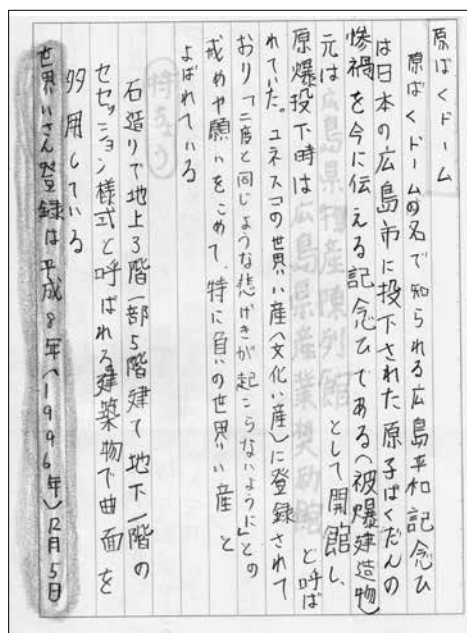 原ばくドーム
原ばくドームの名で知られる広島平和記念ひ
は日本の広島市に投下された原子ばくだんの
惨禍を今に伝える記念ひである(被爆建造物)
元は広島県物産陳列館として開館し、
原爆投下時は広島県産業奨励館と呼ば
れていた。ユネスコの世界い産(文化い産)に登録されて
おり「二度と同じような悲げきが起こらないように」との
戒めや願いをこめて、特に負いの世界い産と
よばれている
特ちょう
石造りで地上3階一部5階建て地下一階の
セセッション様式と呼ばれる建築物で曲面を
多用している
世界いさん登録は平成8年(1996年)12月5日